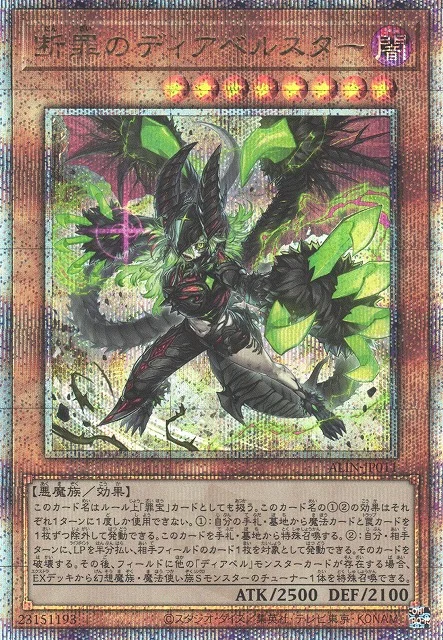 断罪のディアベルスター
闇
ALIN-JP011
【悪魔族/効果】
このカード名はルール上「罪宝」カードとしても扱う。このカード名の①②の効果はそれ
ぞれ1ターンに1度しか使用できない。①:自分の手札・墓地から魔法カードと罠カードを
1枚ずつ除外して発動できる。このカードを手札・墓地から特殊召喚する。②:自分・相手
ターンに、LPを半分払い、相手フィールドのカード1枚を対象として発動できる。そのカードを
破壊する。その後、フィールドに他の「ディアベル」モンスターカードが存在する場合、
EXデッキから幻想魔族・魔法使い族Sモンスターのチューナー1体を特殊召喚できる。
ATK/2500 DEF/2100
23151193 ©スタジオ・ダイス/集英社・テレビ東京・KONAMI